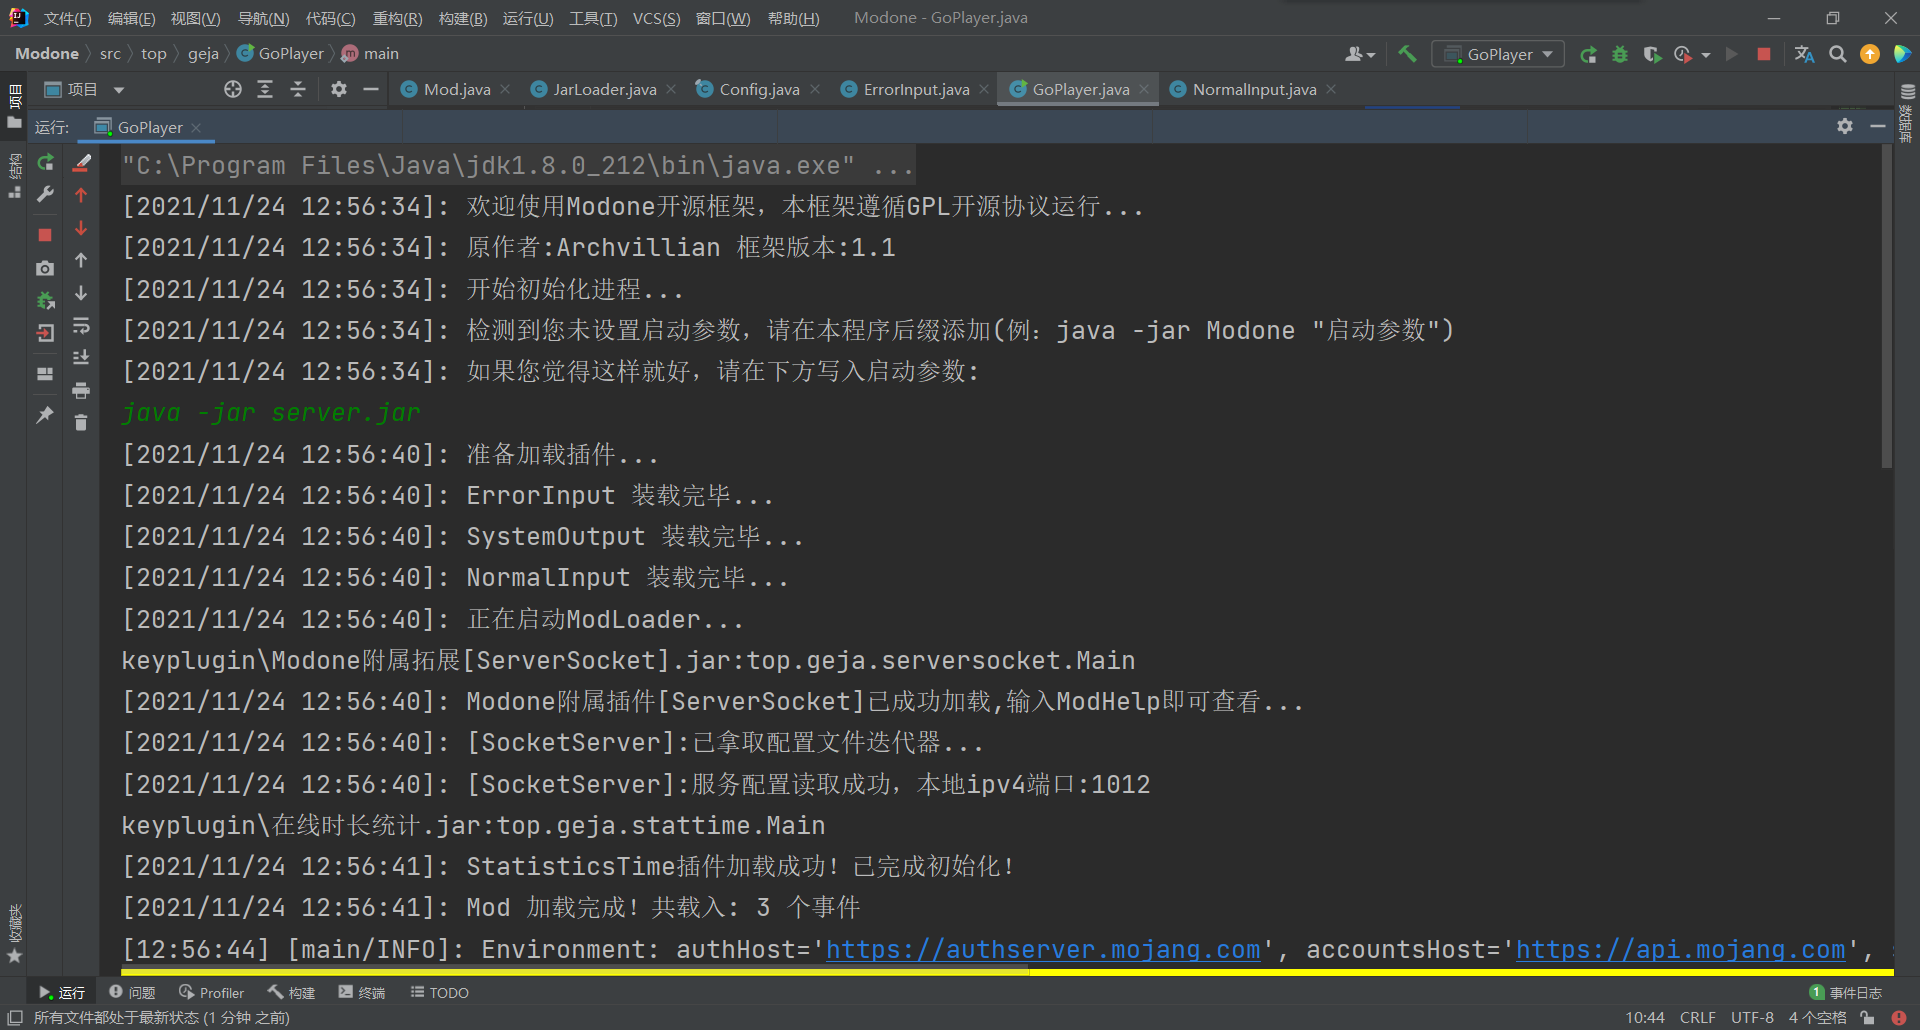 文件(F) 编辑(E) 视图(V) 导航(N) 代码(C) 重构(R) 构建(B) 运行(U) 工具(T) VCS(S) 窗口(W) 帮助(H) Modone - GoPlayer.java
Modone src top geja GoPlayer main GoPlayer
项目 Mod.java JarLoader.java Config.java ErrorInput.java GoPlayer.java NormalInput.java
运行: GoPlayer
项目
结构
收藏夹
数据库
"C:\Program Files\Java\jdk1.8.0_212\bin\java.exe" ...
[2021/11/24 12:56:34]: 欢迎使用Modone开源框架，本框架遵循GPL开源协议运行...
[2021/11/24 12:56:34]: 原作者:Archvillian 框架版本:1.1
[2021/11/24 12:56:34]: 开始初始化进程...
[2021/11/24 12:56:34]: 检测到您未设置启动参数，请在本程序后缀添加(例：java -jar Modone "启动参数")
[2021/11/24 12:56:34]: 如果您觉得这样就好，请在下方写入启动参数:
java -jar server.jar
[2021/11/24 12:56:40]: 准备加载插件...
[2021/11/24 12:56:40]: ErrorInput 装载完毕...
[2021/11/24 12:56:40]: SystemOutput 装载完毕...
[2021/11/24 12:56:40]: NormalInput 装载完毕...
[2021/11/24 12:56:40]: 正在启动ModLoader...
keyplugin\Modone附属拓展[ServerSocket].jar:top.geja.serversocket.Main
[2021/11/24 12:56:40]: Modone附属插件[ServerSocket]已成功加载,输入ModHelp即可查看...
[2021/11/24 12:56:40]: [SocketServer]:已拿取配置文件迭代器...
[2021/11/24 12:56:40]: [SocketServer]:服务配置读取成功，本地ipv4端口:1012
keyplugin\在线时长统计.jar:top.geja.stattime.Main
[2021/11/24 12:56:41]: StatisticsTime插件加载成功！已完成初始化！
[2021/11/24 12:56:41]: Mod 加载完成！共载入: 3 个事件
[12:56:44] [main/INFO]: Environment: authHost='https://authserver.mojang.com', accountsHost='https://api.mojang.com',
运行 问题 Profiler 构建 终端 TODO 1 事件日志
所有文件都处于最新状态 (1 分钟 之前) 10:44 CRLF UTF-8 4 个空格